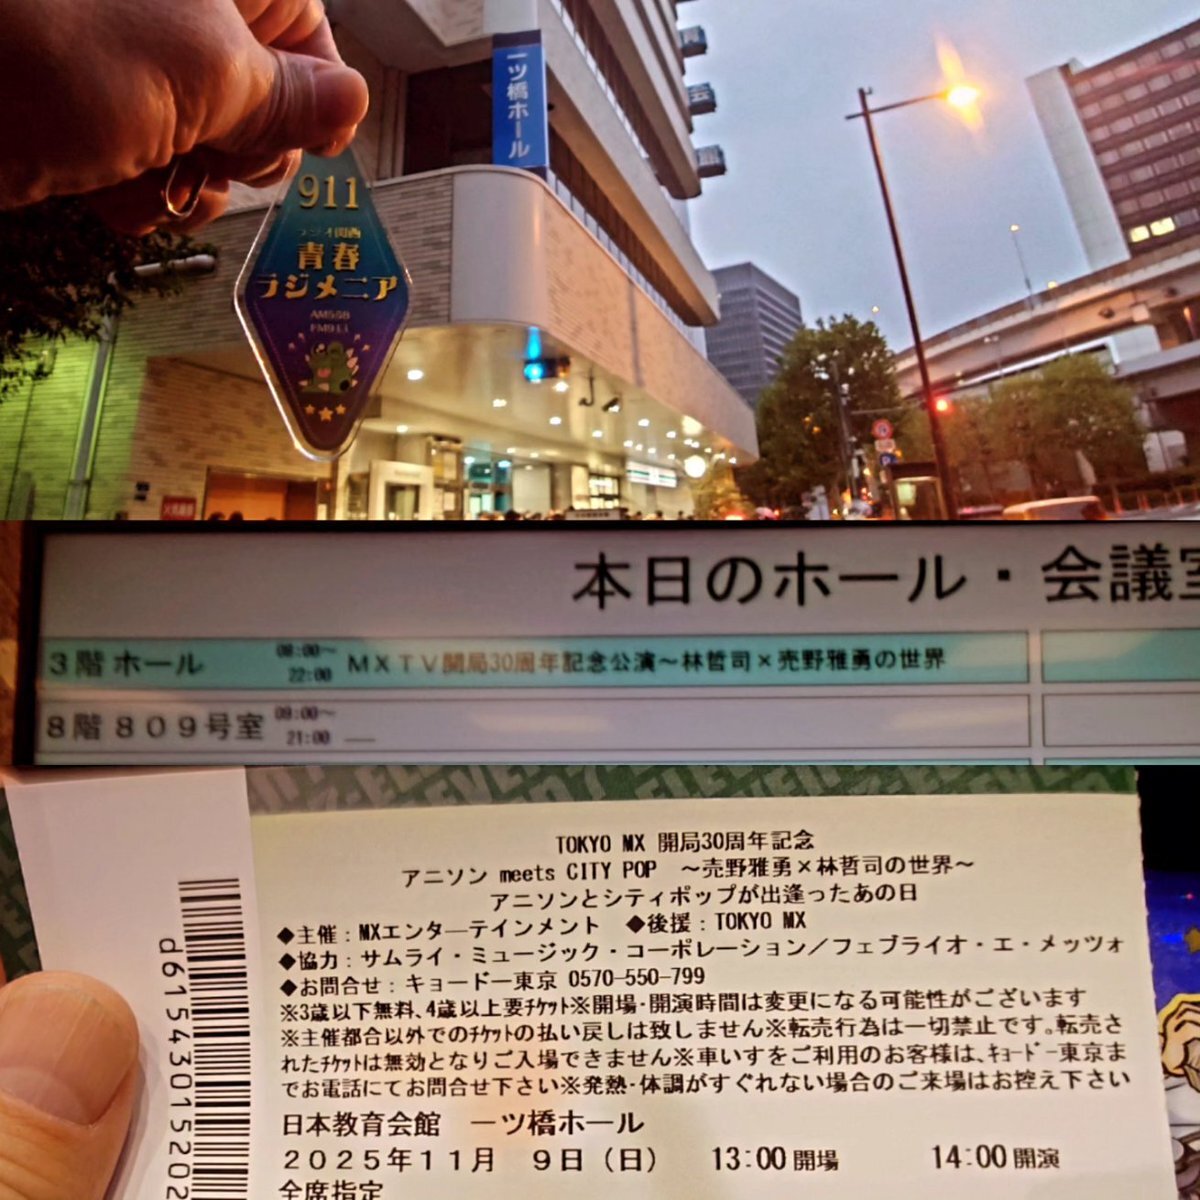 一ツ橋ホール
911
ラジオ関西
青春
ラジメニア
AM558
FM91.1
本日のホール・会議
3階ホール 08:00～22:00 MXTV開局30周年記念公演～林哲司×売野雅勇の世界
8階809号室 08:00～21:00
TOKYO MX 開局30周年記念
アニソン meets CITY POP ～売野雅勇×林哲司の世界～
アニソンとシティポップが出逢ったあの日
◆主催：MXエンターテインメント ◆後援：TOKYO MX
◆協力：サムライ・ミュージック・コーポレーション／フェブライオ・エ・メッツォ
◆お問合せ：キョードー東京 0570-550-799
※3歳以下無料、4歳以上要ﾁｹｯﾄ※開場・開演時間は変更になる可能性がございます
※主催都合以外でのﾁｹｯﾄの払い戻しは致しません※転売行為は一切禁止です。転売さ
れたﾁｹｯﾄは無効となりご入場できません※車いすをご利用のお客様は、ｷｮｰﾄﾞｰ東京ま
でお電話にてお問合せ下さい※発熱・体調がすぐれない場合のご来場はお控え下さい
日本教育会館 一ツ橋ホール
2025年11月 9日（日） 13:00開場 14:00開演
全席指定
d61543015202